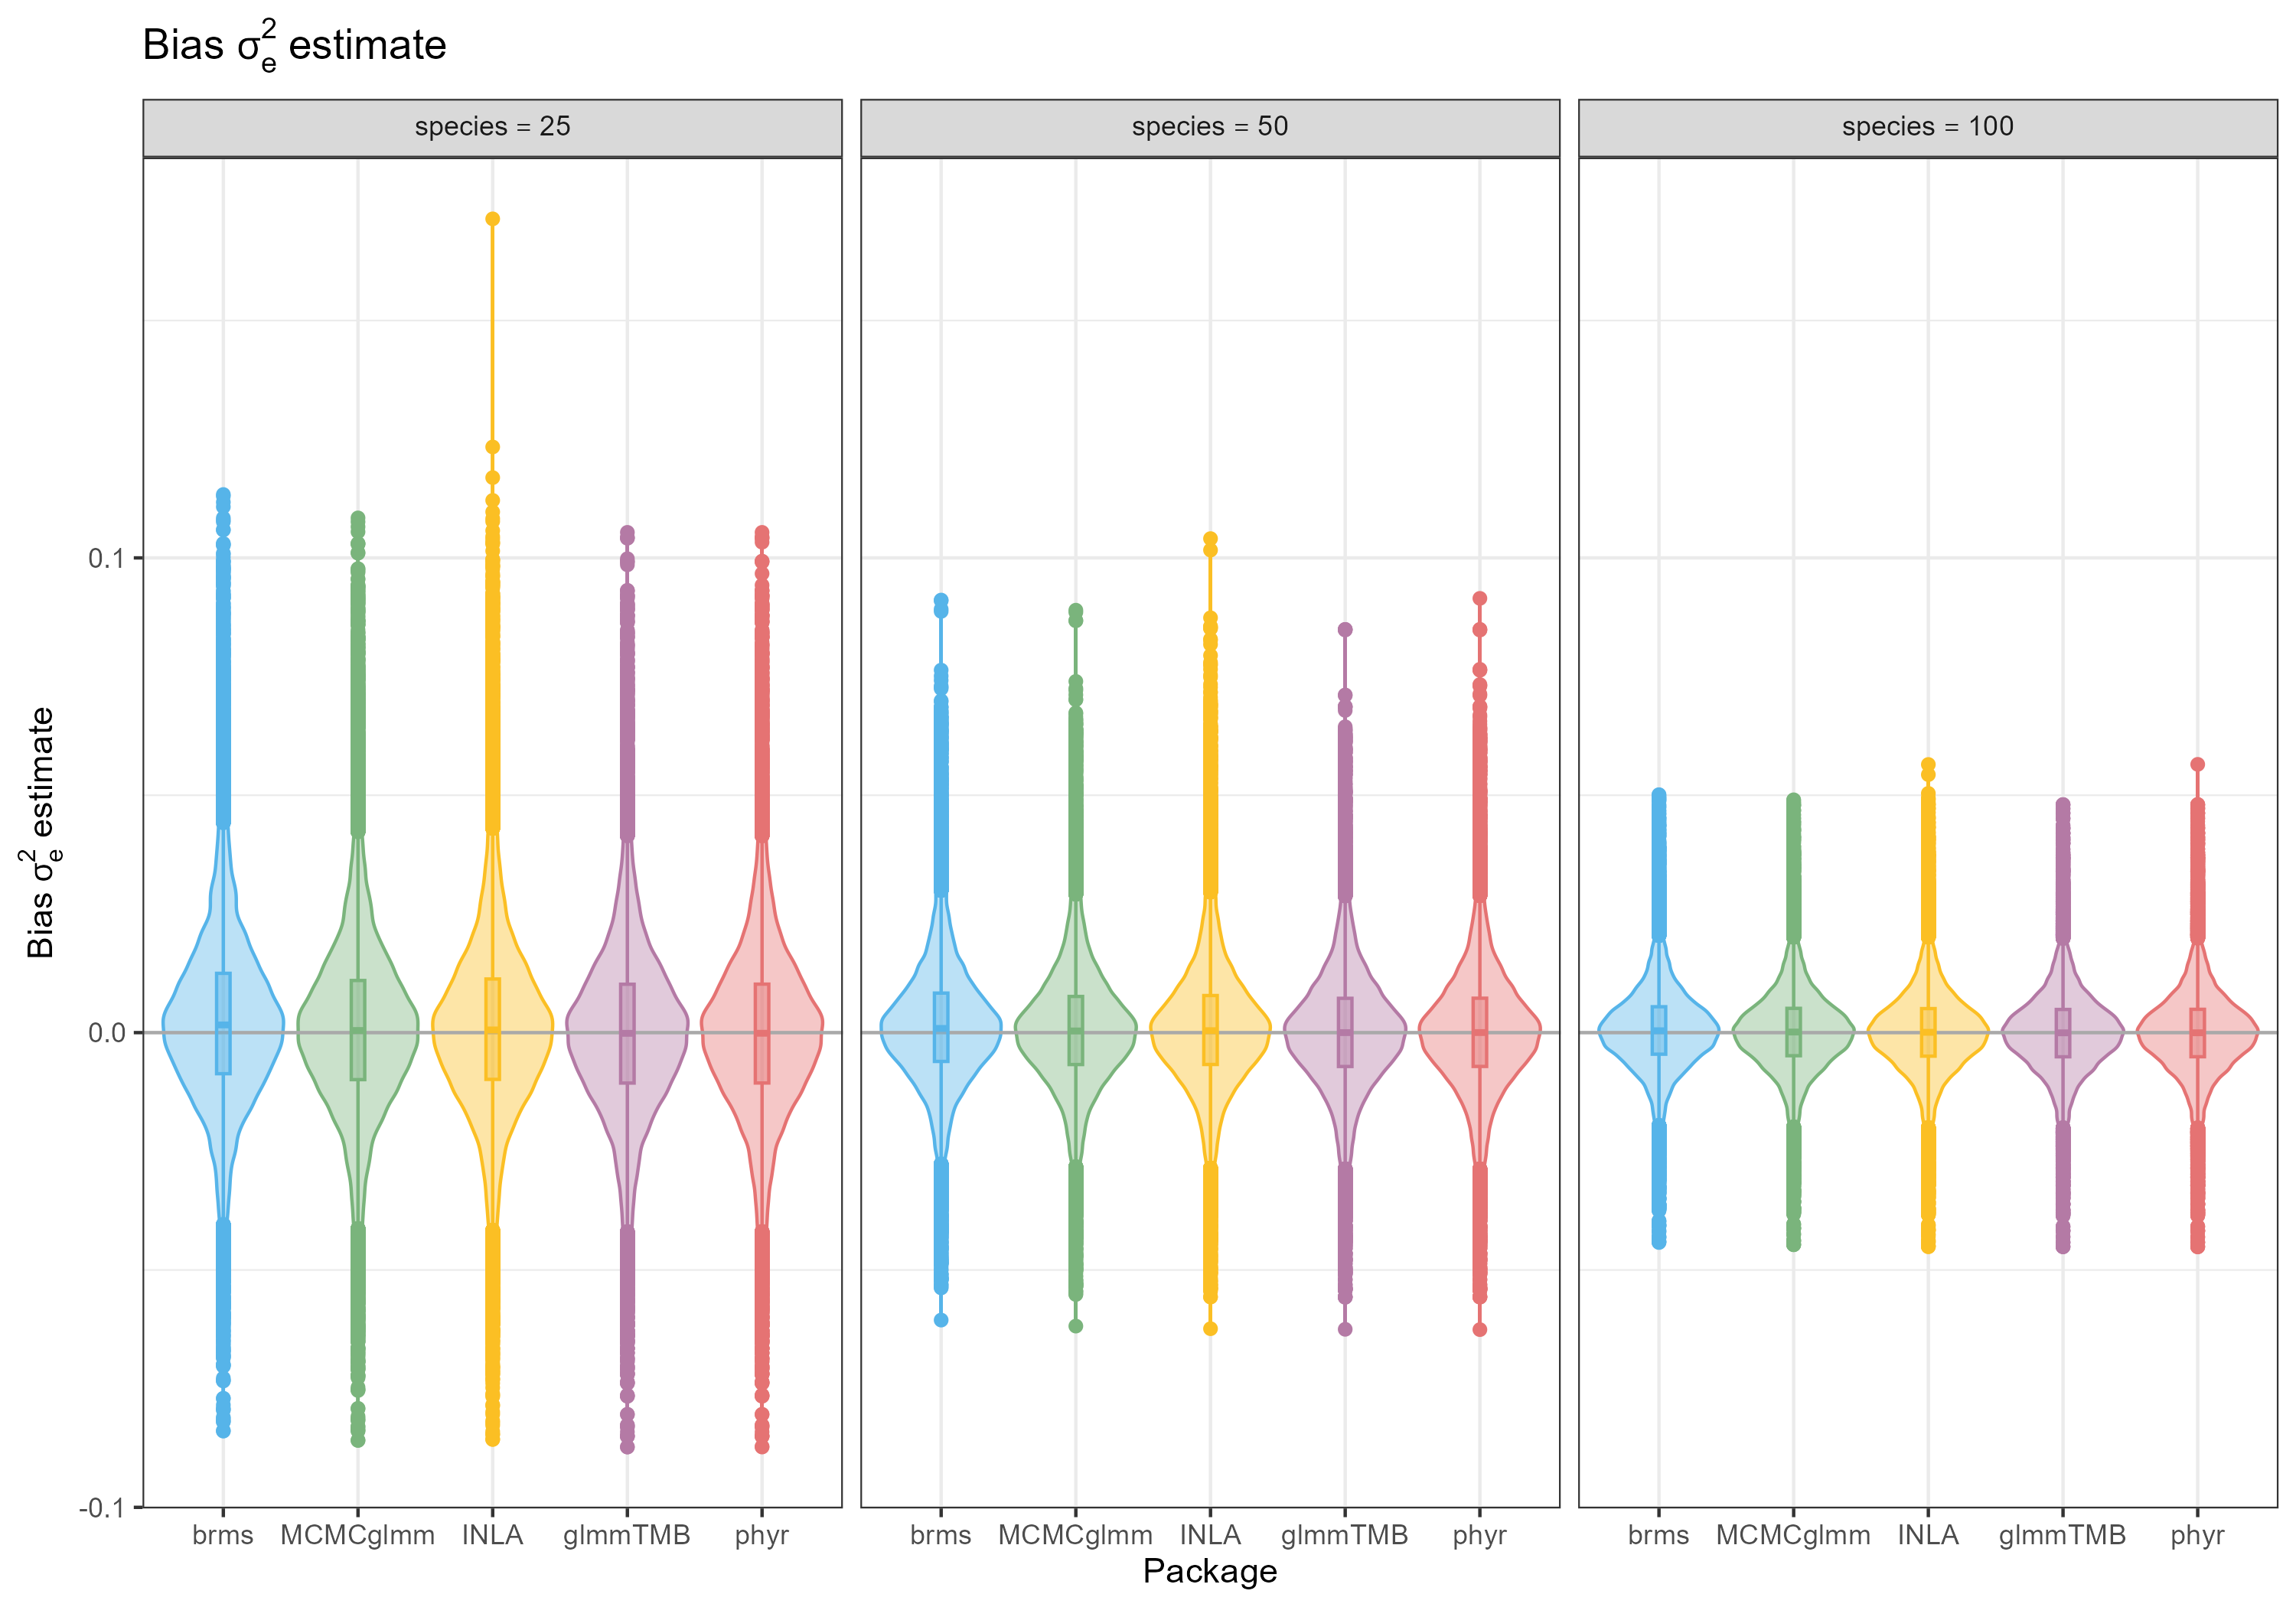 Bias σ²ₑ estimate
species = 25
species = 50
species = 100
Bias σ²ₑ estimate
0.1
0.0
-0.1
brms MCMCglmm INLA glmmTMB phyr
brms MCMCglmm INLA glmmTMB phyr
brms MCMCglmm INLA glmmTMB phyr
Package